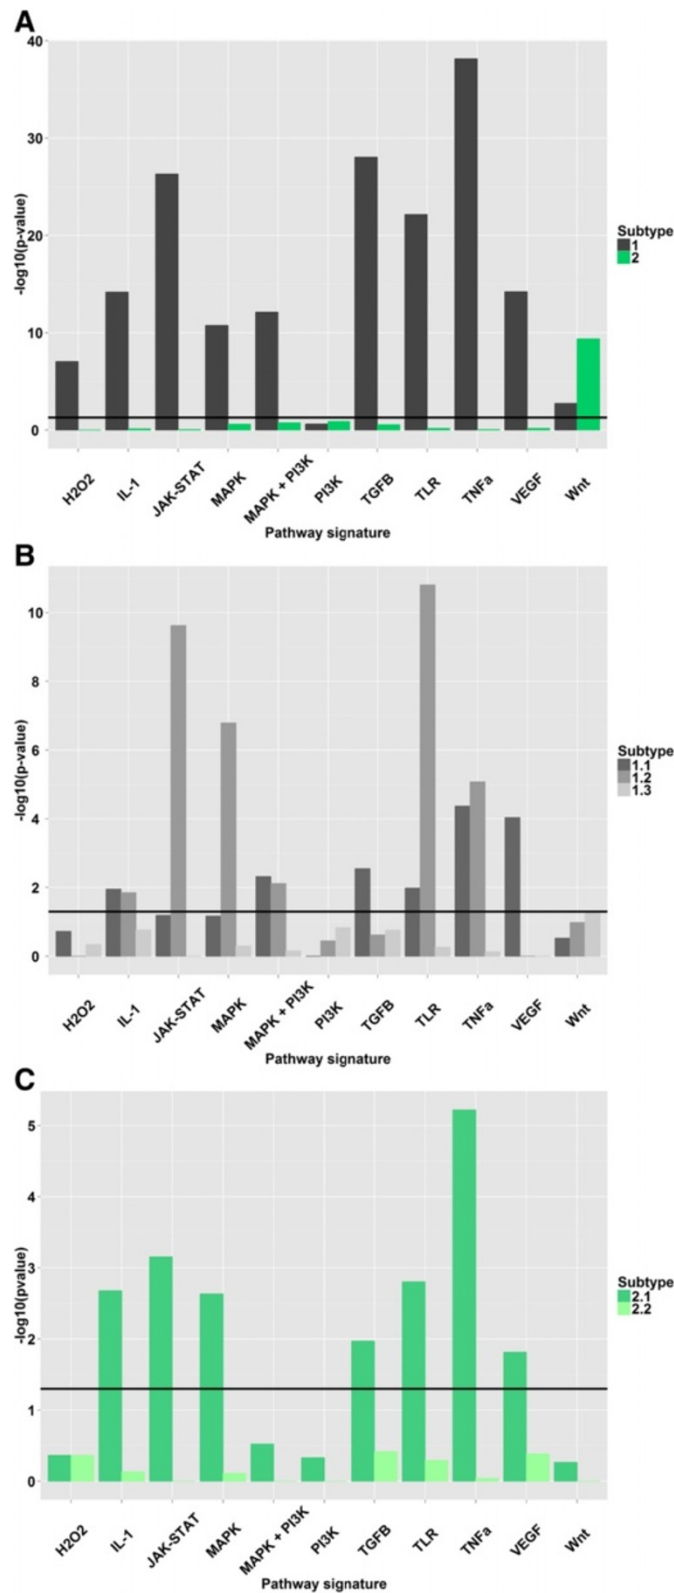 A
40
30
20
10
0
-log10(p-value)
H2O2
IL-1
JAK-STAT
MAPK
MAPK + PI3K
PI3K
TGFB
TLR
TNFa
VEGF
Wnt
Pathway signature
Subtype
1
2
B
10
8
6
4
2
0
-log10(p-value)
H2O2
IL-1
JAK-STAT
MAPK
MAPK + PI3K
PI3K
TGFB
TLR
TNFa
VEGF
Wnt
Pathway signature
Subtype
1.1
1.2
1.3
C
5
4
3
2
1
0
-log10(pvalue)
H2O2
IL-1
JAK-STAT
MAPK
MAPK + PI3K
PI3K
TGFB
TLR
TNFa
VEGF
Wnt
Pathway signature
Subtype
2.1
2.2